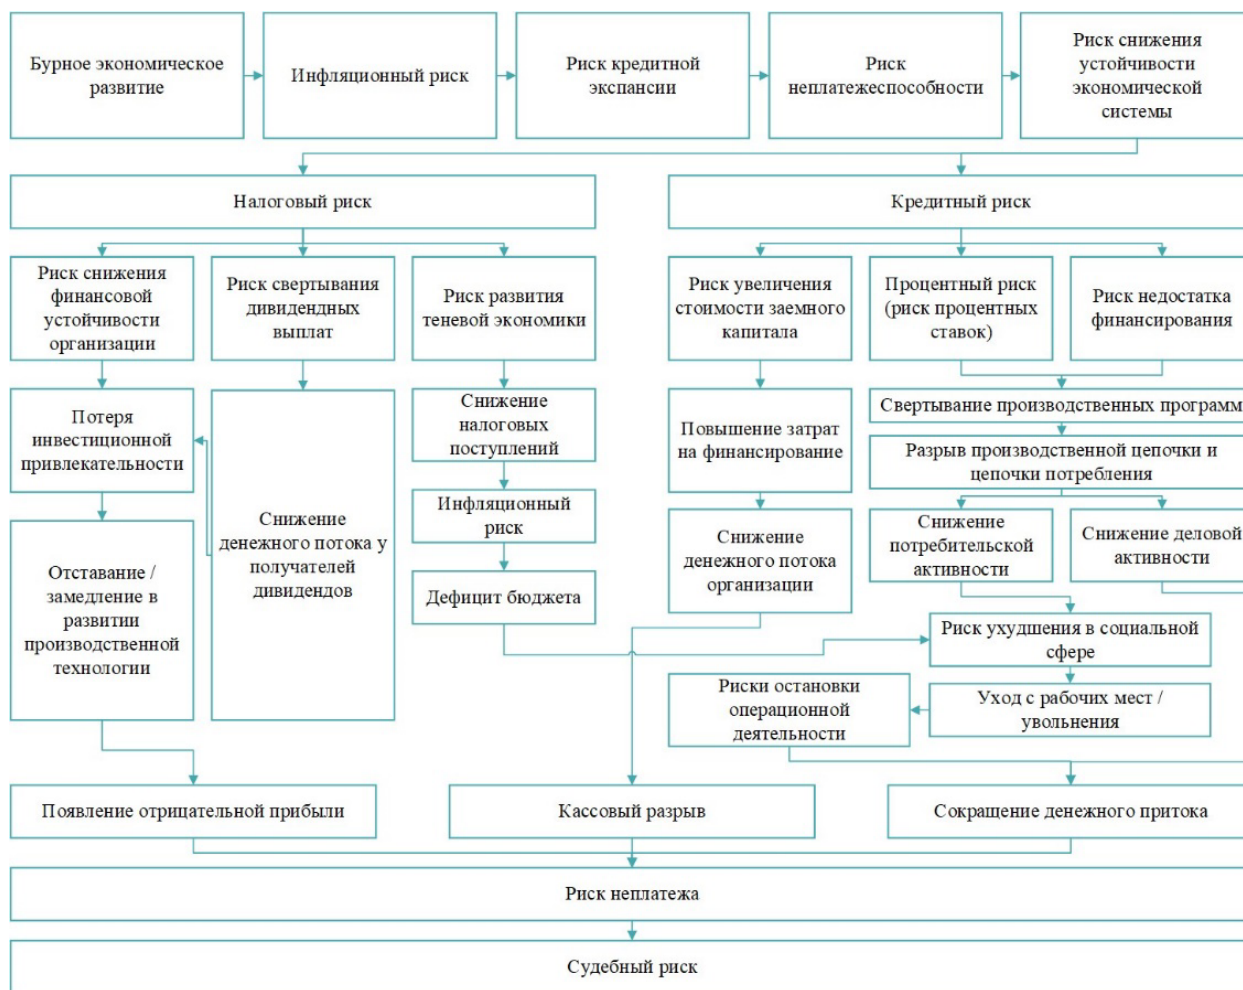 Бурное экономическое
развитие
Инфляционный риск
Риск кредитной
экспансии
Риск
неплатежеспособности
Риск снижения
устойчивости
экономической
системы
Налоговый риск
Кредитный риск
Риск снижения
финансовой
устойчивости
организации
Риск свертывания
дивидендных
выплат
Риск развития
теневой экономики
Риск увеличения
стоимости заемного
капитала
Процентный риск
(риск процентных
ставок)
Риск недостатка
финансирования
Потеря
инвестиционной
привлекательности
Снижение
денежного потока у
получателей
дивидендов
Снижение
налоговых
поступлений
Повышение затрат
на финансирование
Свертывание производственных программ
Разрыв производственной цепочки и
цепочки потребления
Инфляционный
риск
Снижение
денежного потока
организации
Снижение
потребительской
активности
Снижение деловой
активности
Отставание /
замедление в
развитии
производственной
технологии
Дефицит бюджета
Риск ухудшения в социальной
сфере
Риски остановки
операционной
деятельности
Уход с рабочих мест /
увольнения
Появление отрицательной прибыли
Кассовый разрыв
Сокращение денежного притока
Риск неплатежа
Судебный риск